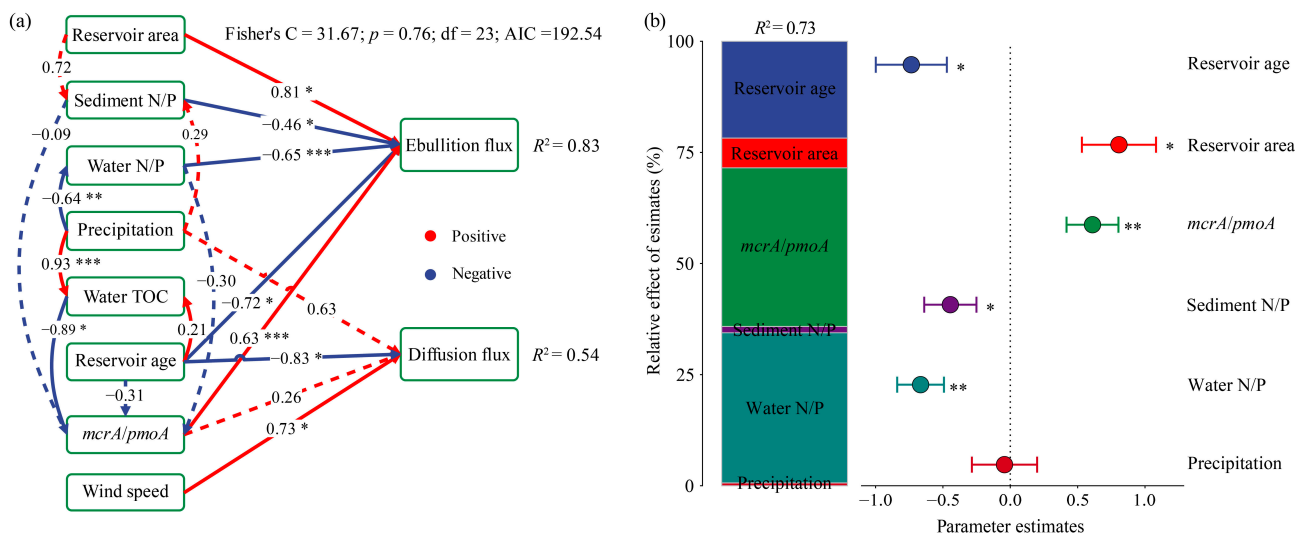 (a)
Fisher's C = 31.67; p = 0.76; df = 23; AIC =192.54
Reservoir area
0.72
Sediment N/P
−0.09
0.29
Water N/P
−0.64 **
Precipitation
0.93 ***
Water TOC
−0.89 *
0.21
Reservoir age
−0.31
mcrA/pmoA
Wind speed
0.81 *
−0.46 *
−0.65 ***
−0.30
−0.72 *
0.63
0.63 ***
−0.83 *
0.26
0.73 *
Ebullition flux
R² = 0.83
Positive
Negative
Diffusion flux
R² = 0.54
(b)
R² = 0.73
Relative effect of esimates (%)
100
75
50
25
0
Reservoir age
Reservoir area
mcrA/pmoA
Sediment N/P
Water N/P
Precipitation
*
*
**
*
**
Reservoir age
Reservoir area
mcrA/pmoA
Sediment N/P
Water N/P
Precipitation
−1.0
−0.5
0.0
0.5
1.0
Parameter estimates